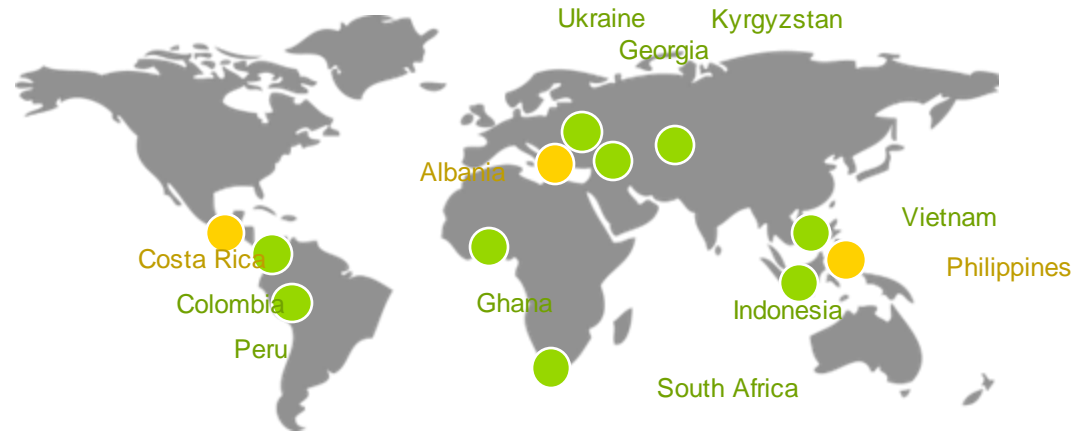 Ukraine
Kyrgyzstan
Georgia
Albania
Vietnam
Costa Rica
Philippines
Colombia
Ghana
Indonesia
Peru
South Africa